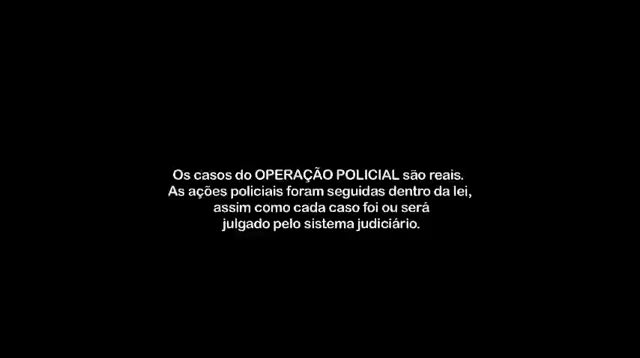 Os casos do OPERAÇÃO POLICIAL são reais.
As ações policiais foram seguidas dentro da lei,
assim como cada caso foi ou será
julgado pelo sistema judiciário.